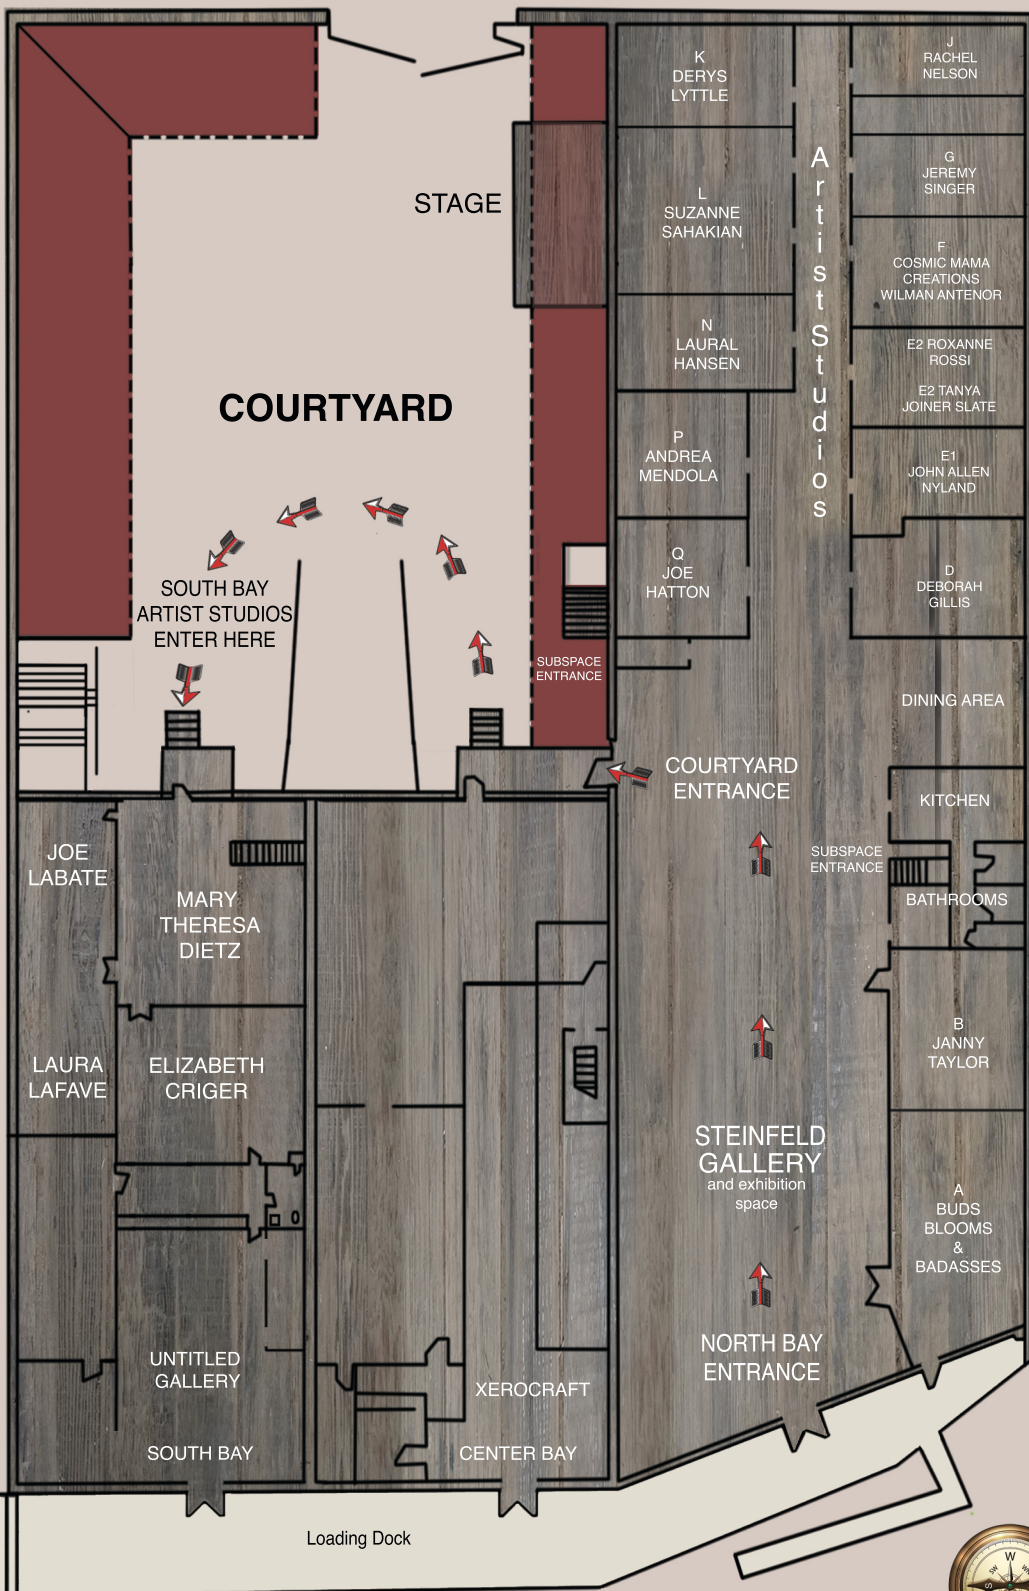 K
DERYS
LYTTLE
J
RACHEL
NELSON
L
SUZANNE
SAHAKIAN
G
JEREMY
SINGER
STAGE
Artist Studios
F
COSMIC MAMA
CREATIONS
WILMAN ANTENOR
N
LAURAL
HANSEN
E2 ROXANNE
ROSSI
E2 TANYA
JOINER SLATE
COURTYARD
P
ANDREA
MENDOLA
E1
JOHN ALLEN
NYLAND
Q
JOE
HATTON
D
DEBORAH
GILLIS
SOUTH BAY
ARTIST STUDIOS
ENTER HERE
SUBSPACE
ENTRANCE
DINING AREA
COURTYARD
ENTRANCE
KITCHEN
SUBSPACE
ENTRANCE
BATHROOMS
JOE
LABATE
MARY
THERESA
DIETZ
B
JANNY
TAYLOR
LAURA
LAFAVE
ELIZABETH
CRIGER
STEINFELD
GALLERY
and exhibition
space
A
BUDS
BLOOMS
&
BADASSES
NORTH BAY
ENTRANCE
UNTITLED
GALLERY
XEROCRAFT
SOUTH BAY
CENTER BAY
Loading Dock
W
SW
S